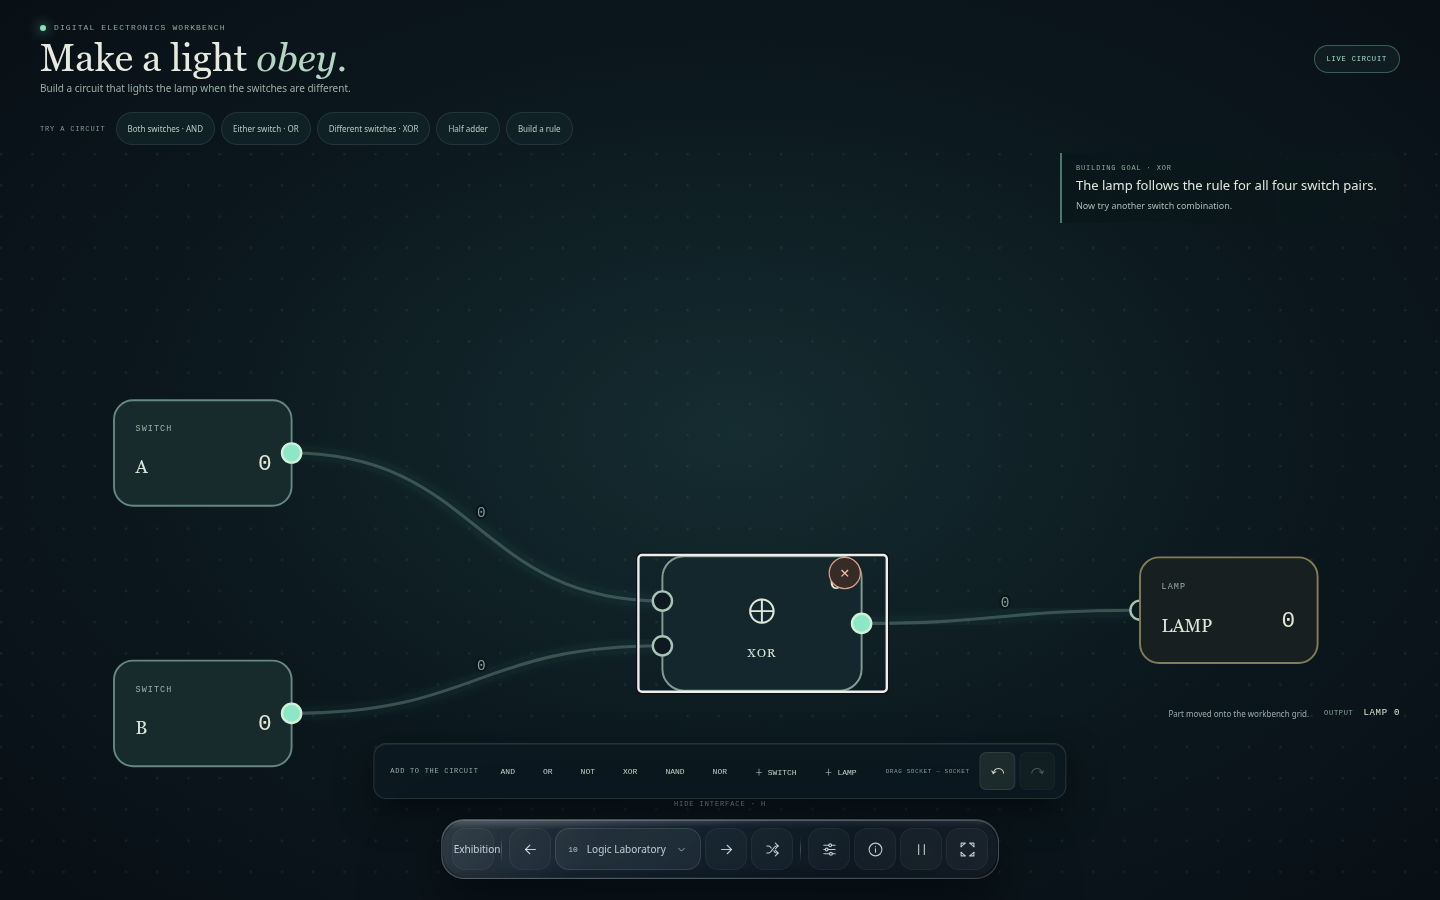 DIGITAL ELECTRONICS WORKBENCH
Make a light obey.
Build a circuit that lights the lamp when the switches are different.
LIVE CIRCUIT
TRY A CIRCUIT
Both switches · AND
Either switch · OR
Different switches · XOR
Half adder
Build a rule
BUILDING GOAL · XOR
The lamp follows the rule for all four switch pairs.
Now try another switch combination.
SWITCH
A 0
0
SWITCH
B 0
0
XOR
0
LAMP
LAMP 0
Part moved onto the workbench grid.
OUTPUT LAMP 0
ADD TO THE CIRCUIT
AND
OR
NOT
XOR
NAND
NOR
+ SWITCH
+ LAMP
DRAG SOCKET — SOCKET
HIDE INTERFACE · H
Exhibition
10 Logic Laboratory